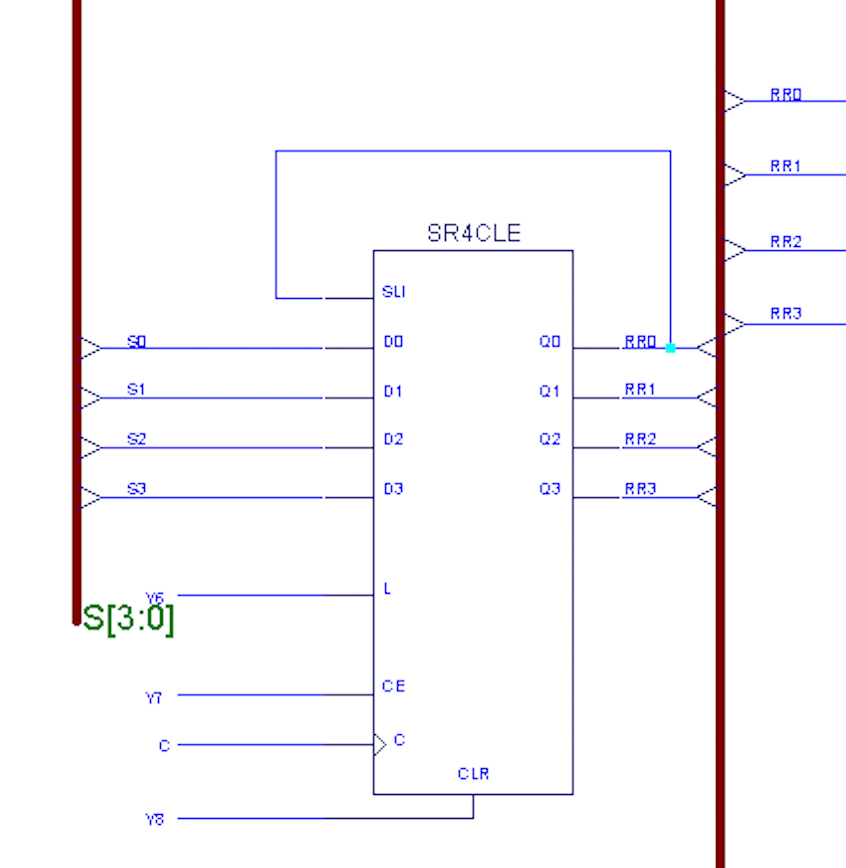 RR0
RR1
SR4CLE
RR2
SLI
RR3
S0 D0 Q0 RR0
S1 D1 Q1 RR1
S2 D2 Q2 RR2
S3 D3 Q3 RR3
Y6 L
S[3:0]
Y7 CE
C C
CLR
Y8